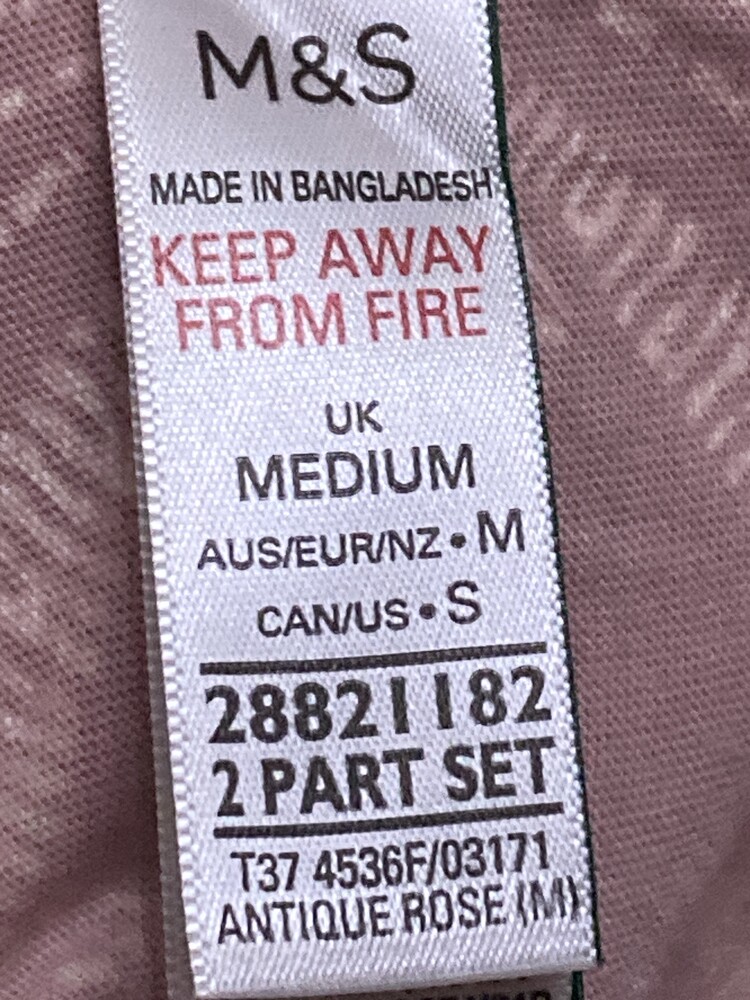 M&S
MADE IN BANGLADESH
KEEP AWAY
FROM FIRE
UK
MEDIUM
AUS/EUR/NZ • M
CAN/US • S
28821182
2 PART SET
T37 4536F/03171
ANTIQUE ROSE (M)